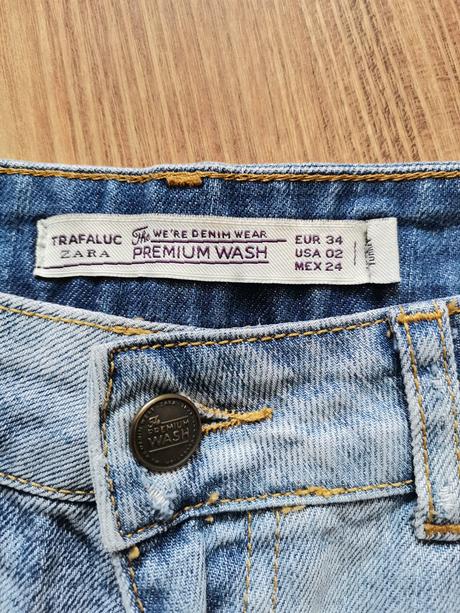 TRAFALUC
ZARA
The WE'RE DENIM WEAR
PREMIUM WASH
EUR 34
USA 02
MEX 24
The
PREMIUM
WASH